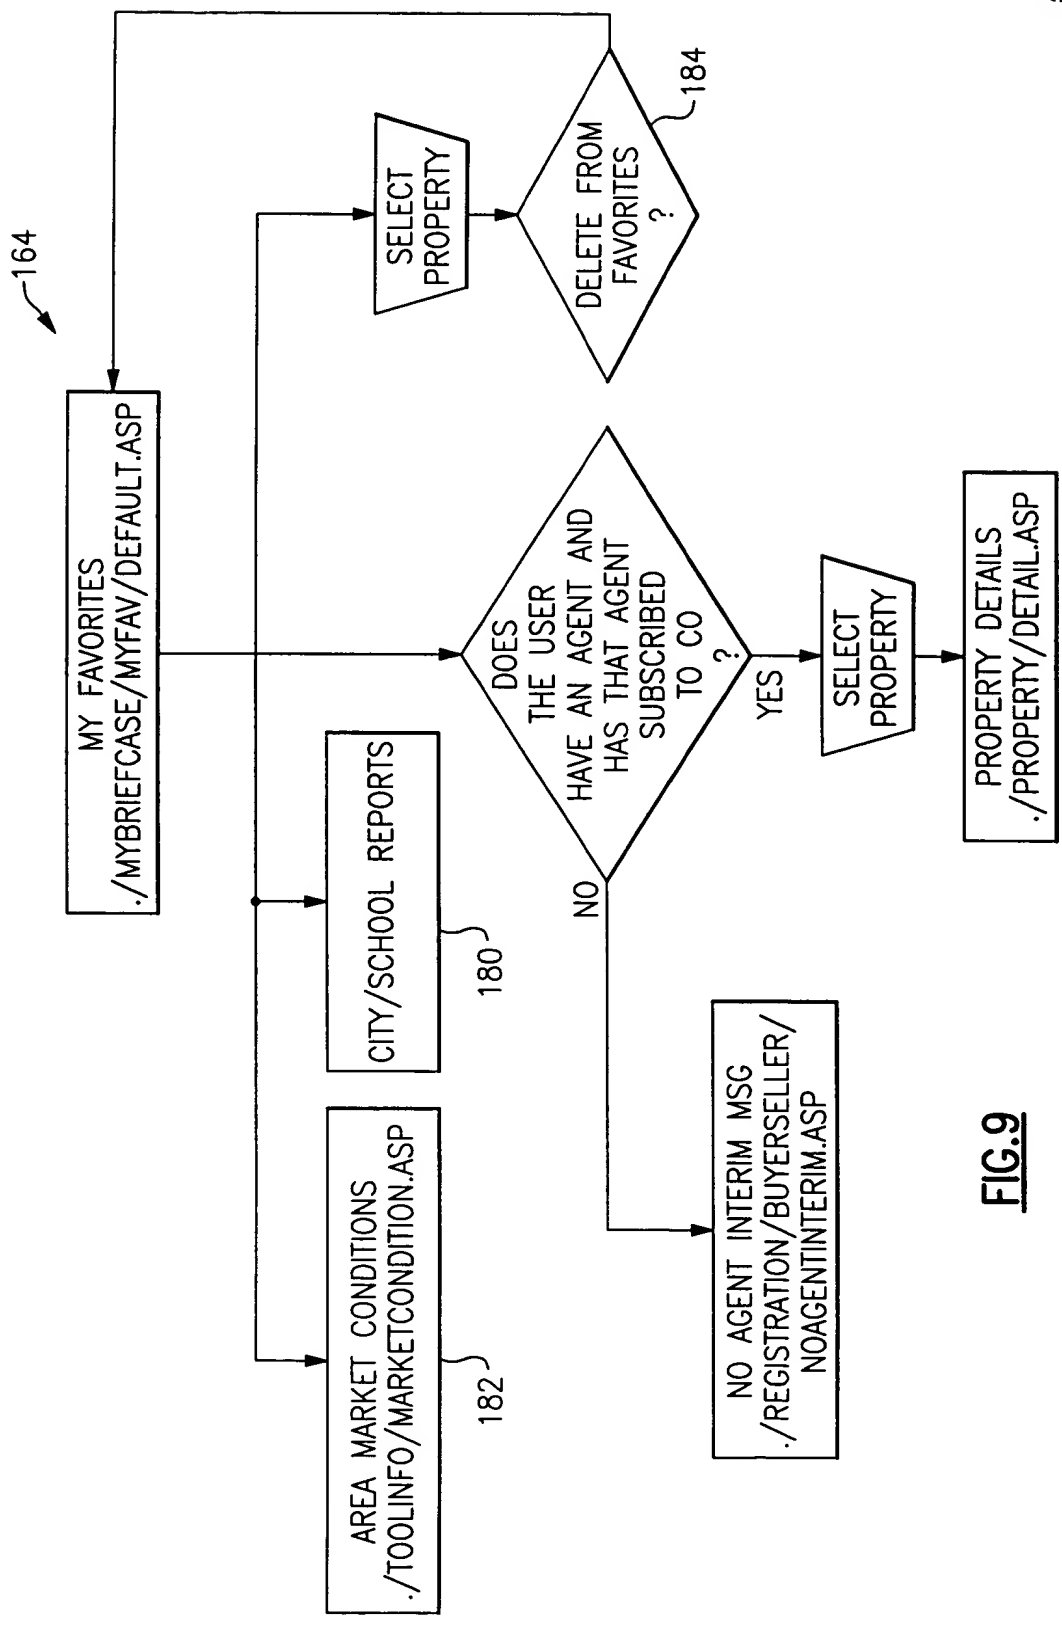 164
MY FAVORITES
./MYBRIEFCASE/MYFAV/DEFAULT.ASP
AREA MARKET CONDITIONS
./TOOLINFO/MARKETCONDITION.ASP
182
CITY/SCHOOL REPORTS
180
DOES
THE USER
HAVE AN AGENT AND
HAS THAT AGENT
SUBSCRIBED
TO CO
?
NO
YES
SELECT
PROPERTY
DELETE FROM
FAVORITES
?
184
NO AGENT INTERIM MSG
./REGISTRATION/BUYERSELLER/
NOAGENTINTERIM.ASP
SELECT
PROPERTY
PROPERTY DETAILS
./PROPERTY/DETAIL.ASP
FIG.9